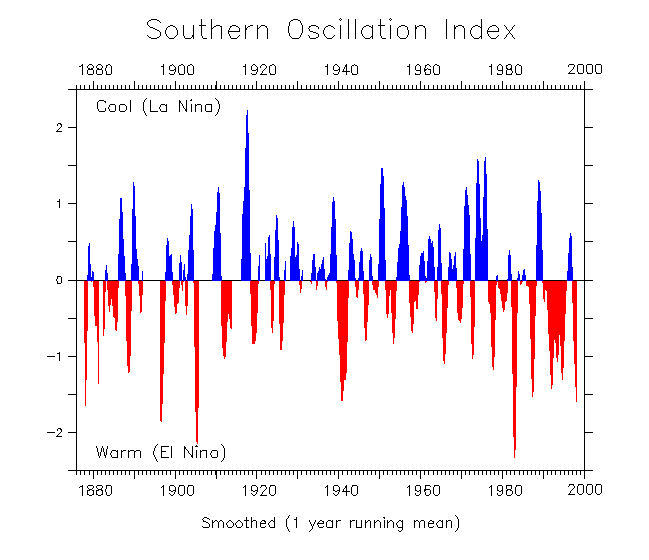 Southern Oscillation Index
1880 1900 1920 1940 1960 1980 2000
Cool (La Nina)
2
1
0
-1
-2
Warm (El Nino)
1880 1900 1920 1940 1960 1980 2000
Smoothed (1 year running mean)